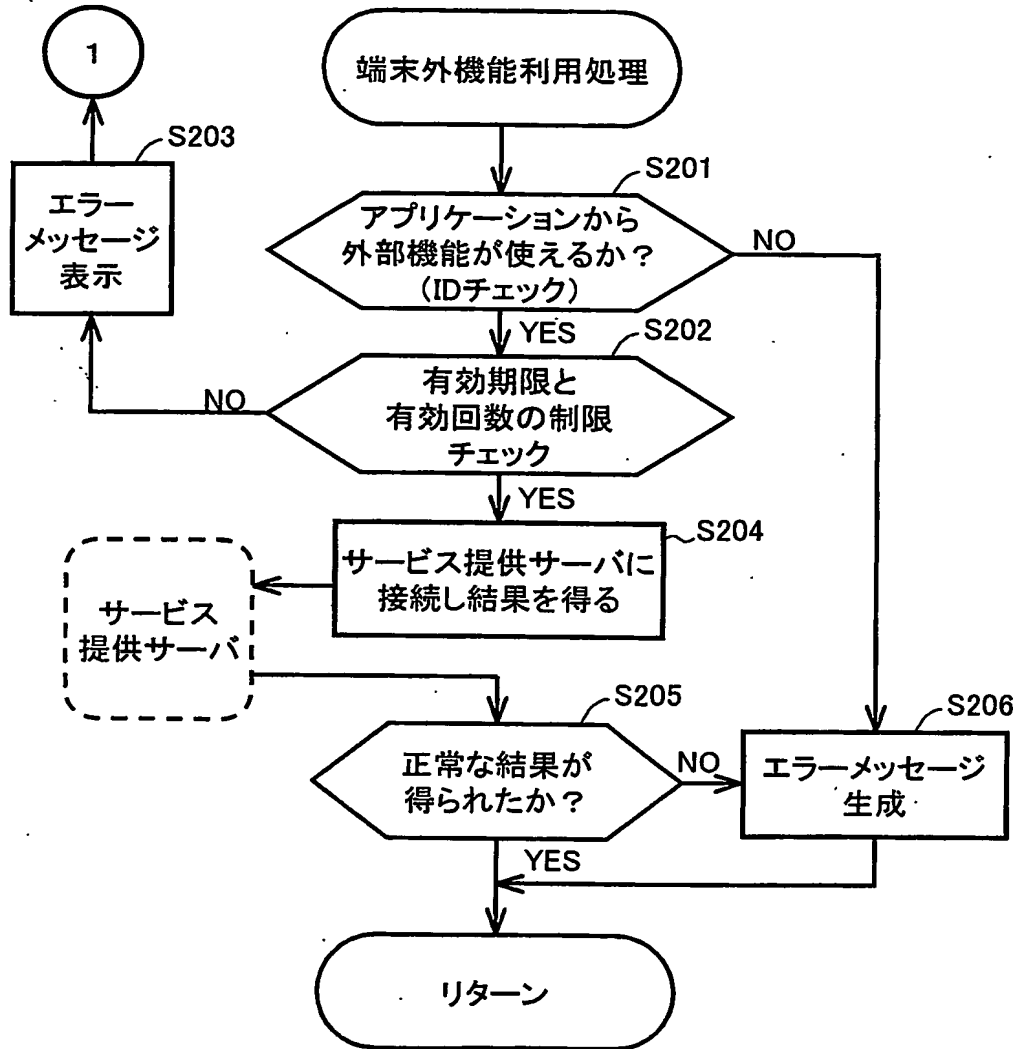 1
端末外機能利用処理
S203
エラー
メッセージ
表示
S201
アプリケーションから
外部機能が使えるか？
（IDチェック）
NO
YES
S202
有効期限と
有効回数の制限
チェック
NO
YES
S204
サービス提供サーバに
接続し結果を得る
サービス
提供サーバ
S205
正常な結果が
得られたか？
NO
S206
エラーメッセージ
生成
YES
リターン